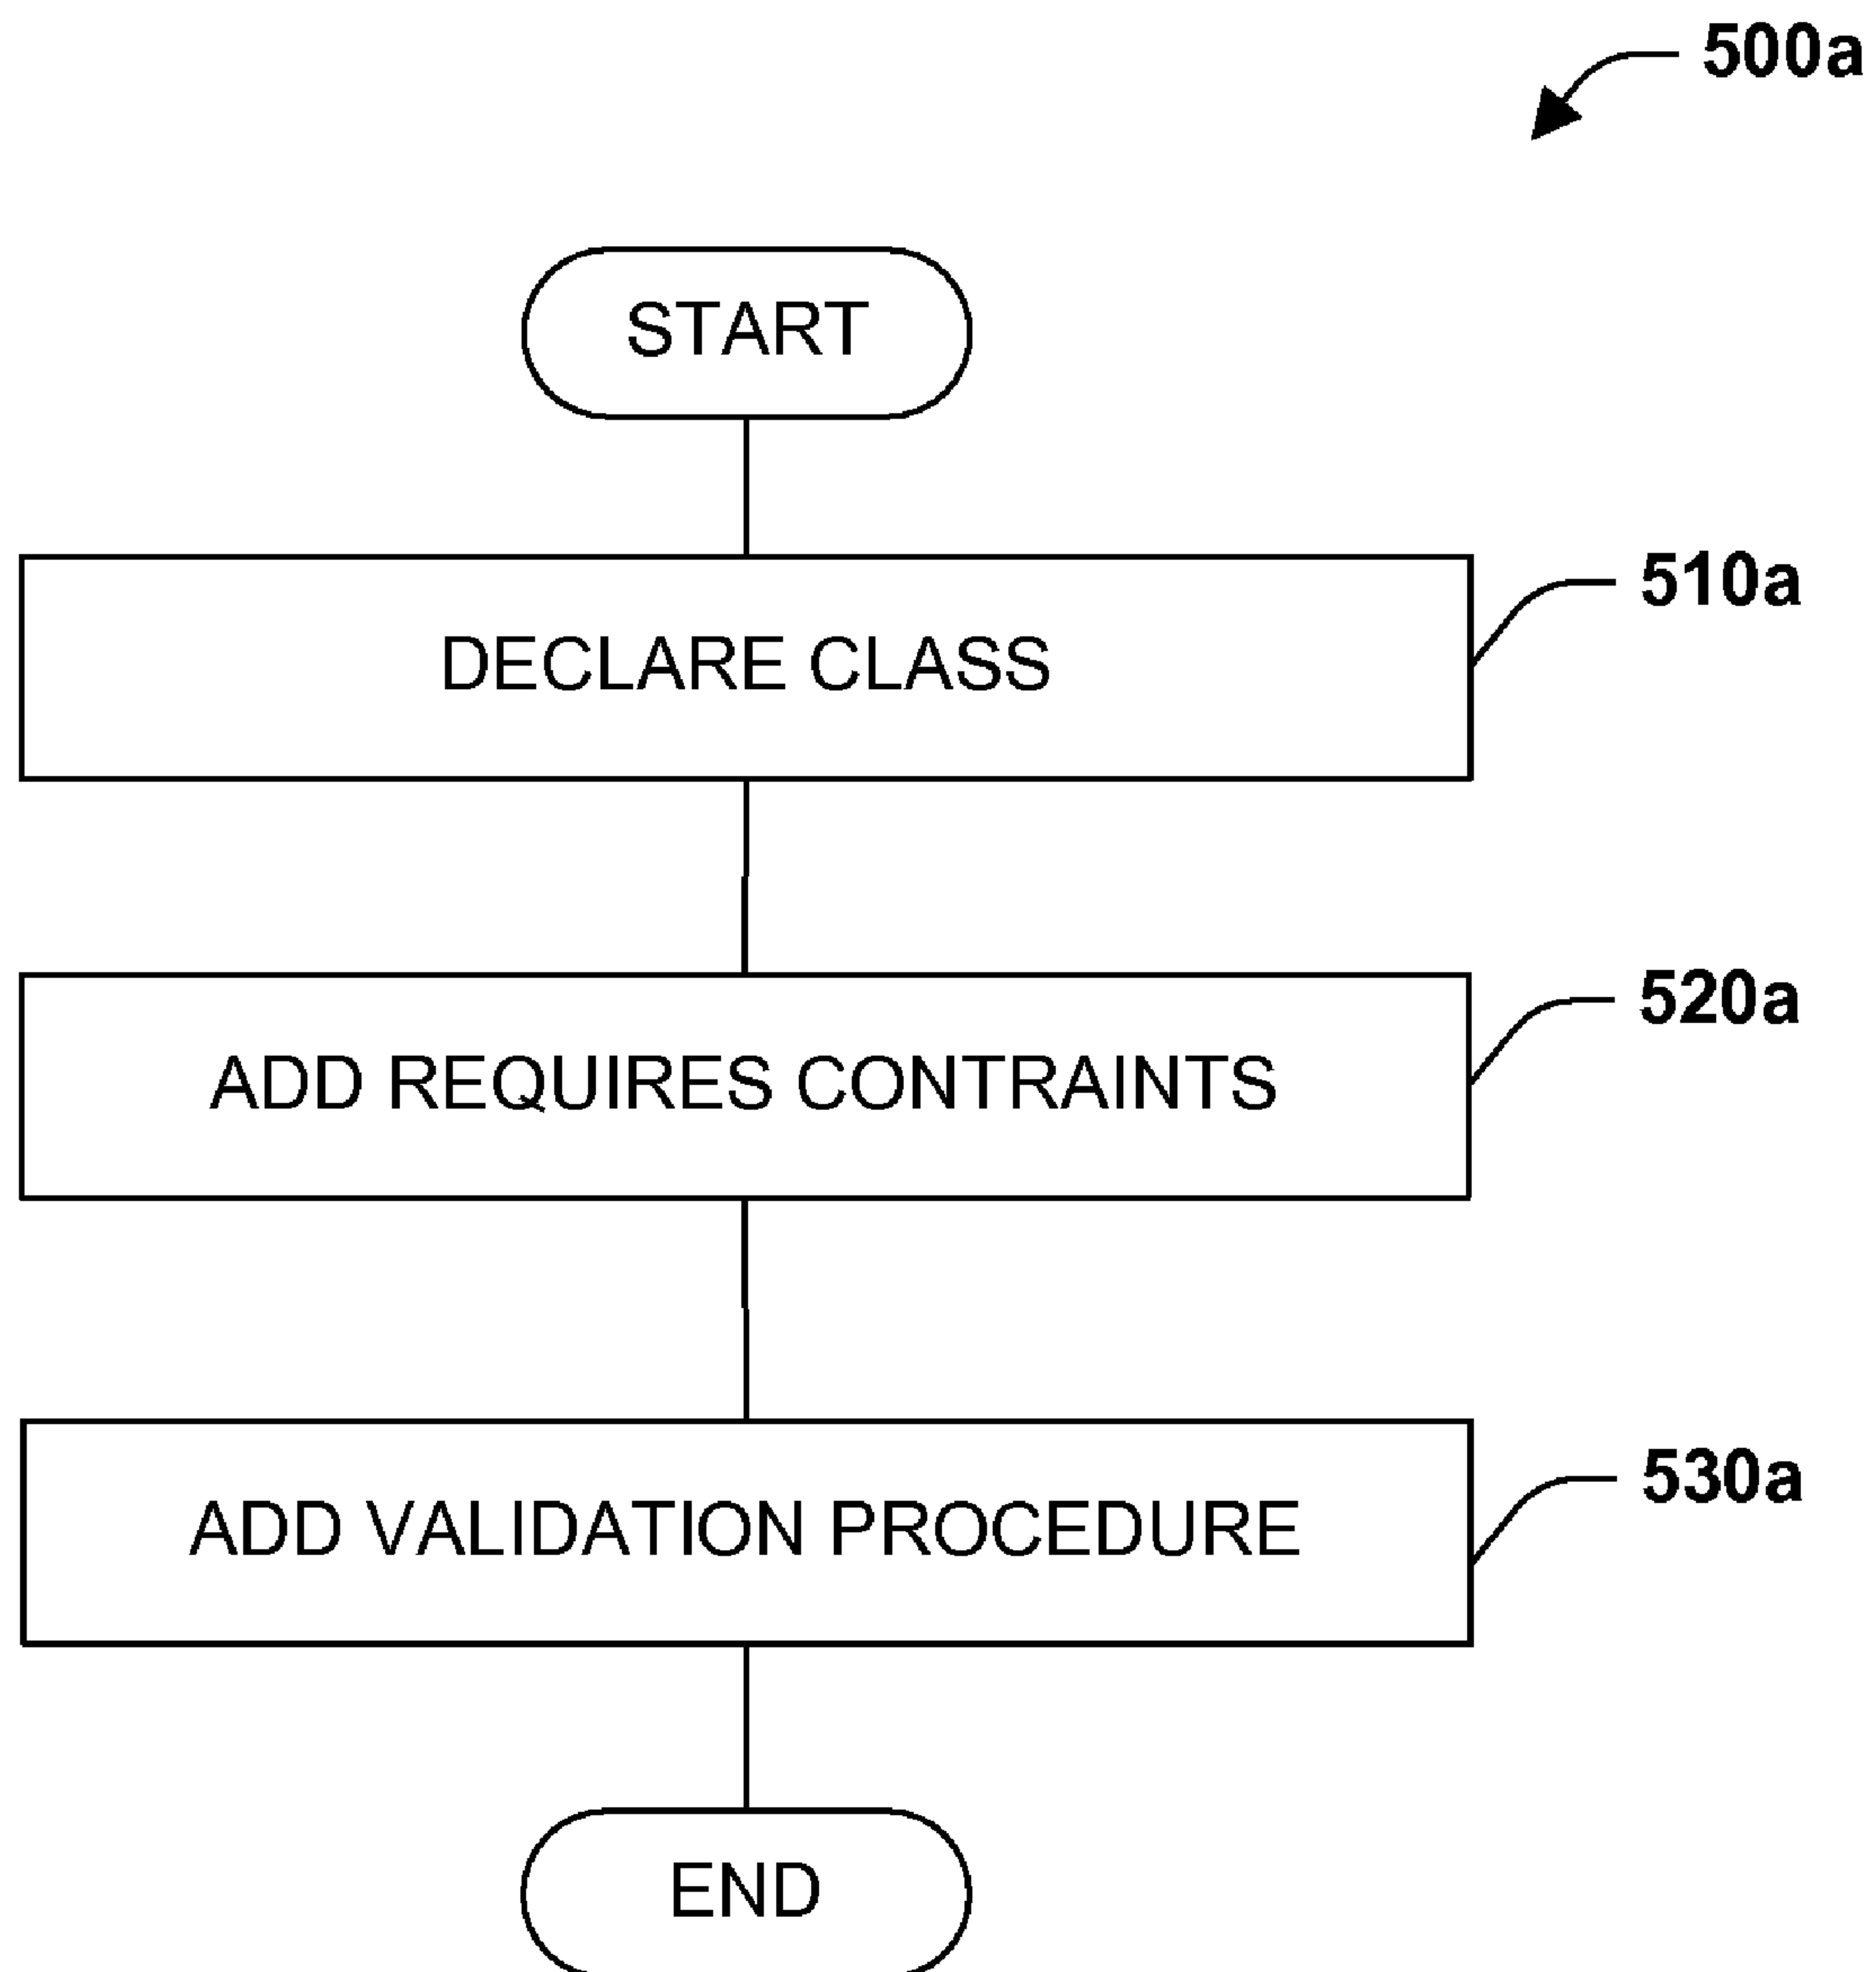 500a
START
510a
DECLARE CLASS
520a
ADD REQUIRES CONTRAINTS
530a
ADD VALIDATION PROCEDURE
END